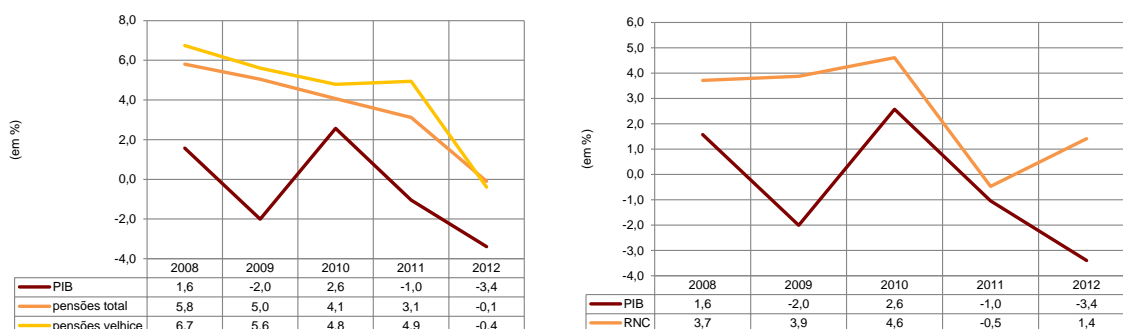 8,0
6,0
4,0
2,0
0,0
-2,0
-4,0
(em %)
2008 2009 2010 2011 2012
PIB 1,6 -2,0 2,6 -1,0 -3,4
pensões total 5,8 5,0 4,1 3,1 -0,1
pensões velhice 6,7 5,6 4,8 4,9 -0,4
6,0
5,0
4,0
3,0
2,0
1,0
0,0
-1,0
-2,0
-3,0
-4,0
(em %)
2008 2009 2010 2011 2012
PIB 1,6 -2,0 2,6 -1,0 -3,4
RNC 3,7 3,9 4,6 -0,5 1,4